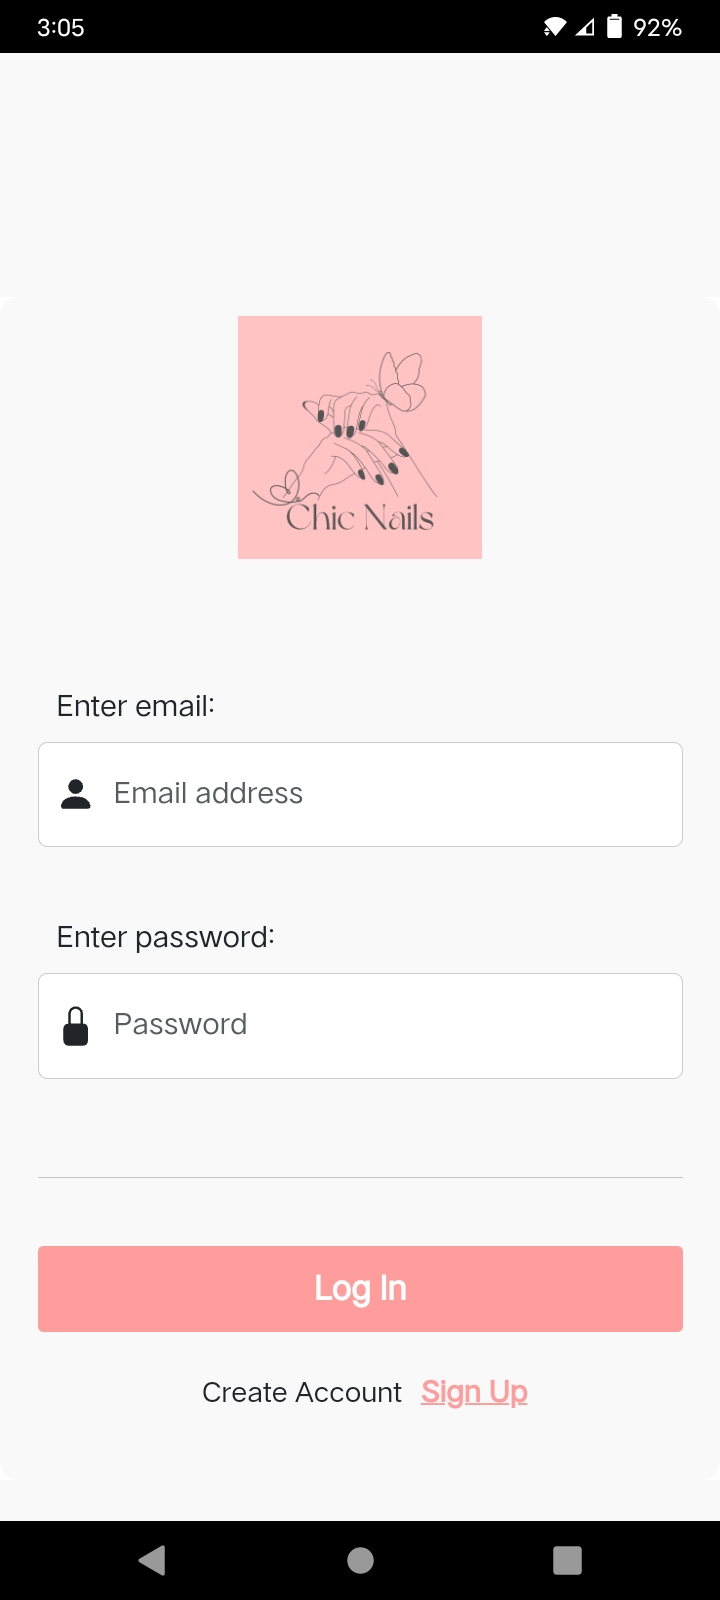 3:05 92%
Chic Nails
Enter email:
Email address
Enter password:
Password
Log In
Create Account Sign Up